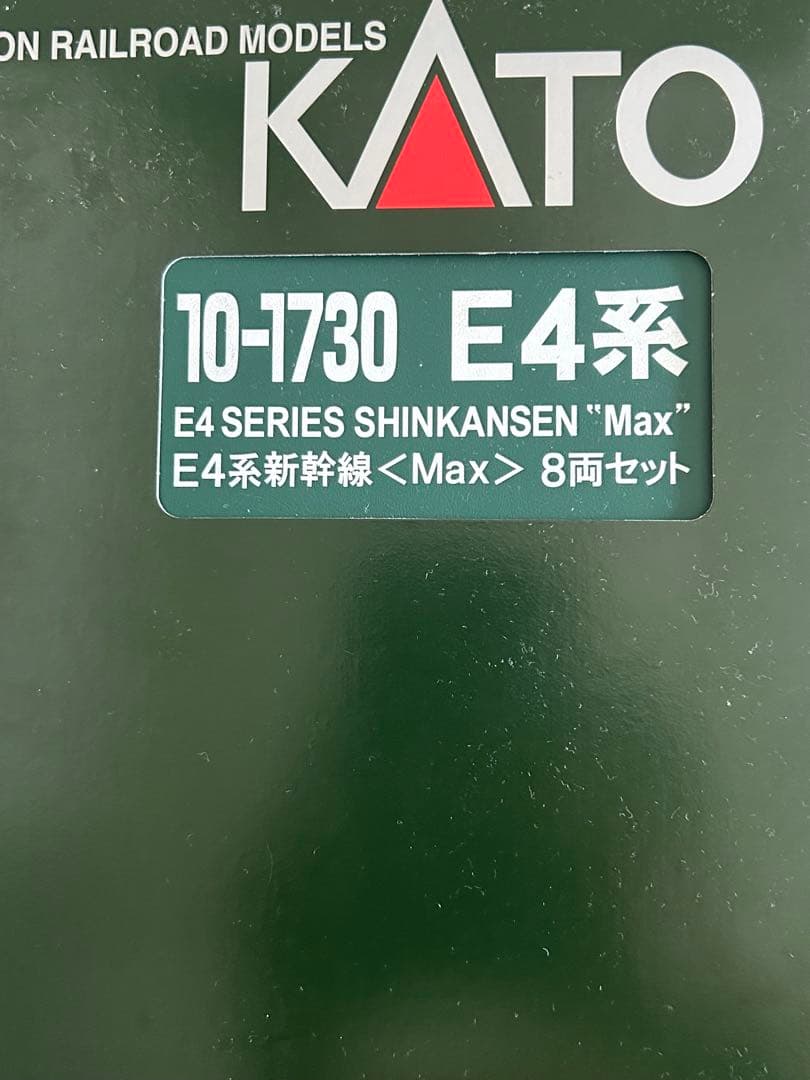 ON RAILROAD MODELS
KATO
10-1730 E4系
E4 SERIES SHINKANSEN "Max"
E4系新幹線<Max> 8両セット